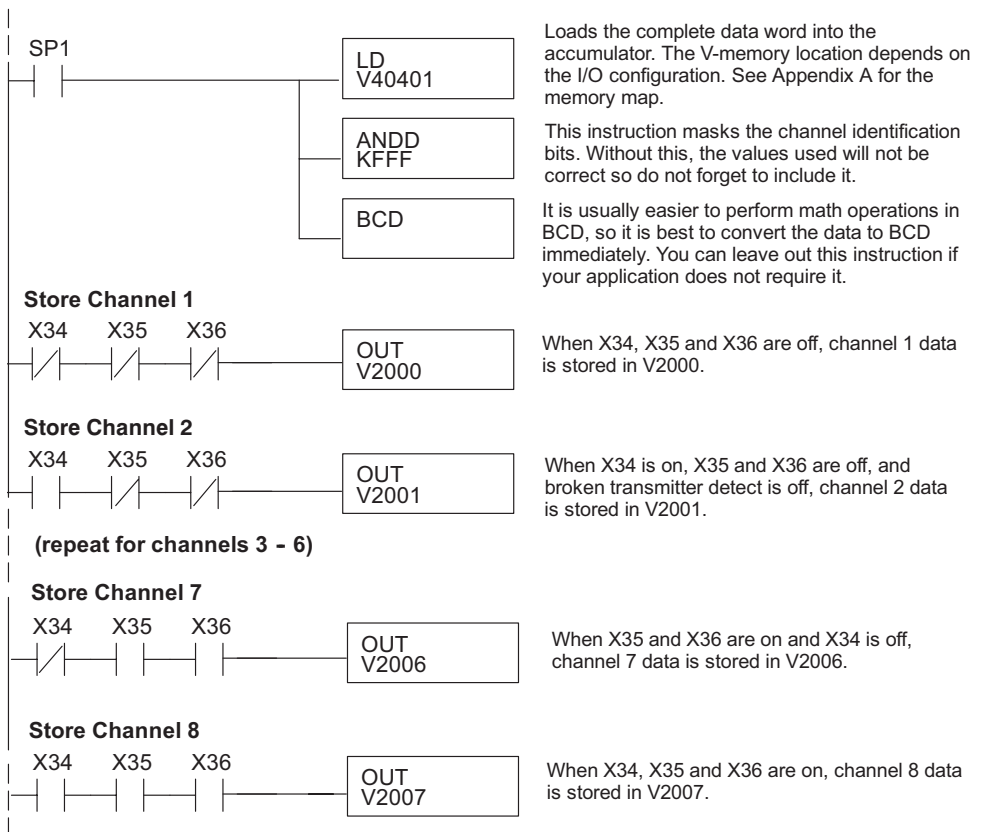 SP1
LD
V40401
Loads the complete data word into the
accumulator. The V-memory location depends on
the I/O configuration. See Appendix A for the
memory map.
ANDD
KFFF
This instruction masks the channel identification
bits. Without this, the values used will not be
correct so do not forget to include it.
BCD
It is usually easier to perform math operations in
BCD, so it is best to convert the data to BCD
immediately. You can leave out this instruction if
your application does not require it.
Store Channel 1
X34 X35 X36
OUT
V2000
When X34, X35 and X36 are off, channel 1 data
is stored in V2000.
Store Channel 2
X34 X35 X36
OUT
V2001
When X34 is on, X35 and X36 are off, and
broken transmitter detect is off, channel 2 data
is stored in V2001.
(repeat for channels 3 - 6)
Store Channel 7
X34 X35 X36
OUT
V2006
When X35 and X36 are on and X34 is off,
channel 7 data is stored in V2006.
Store Channel 8
X34 X35 X36
OUT
V2007
When X34, X35 and X36 are on, channel 8 data
is stored in V2007.